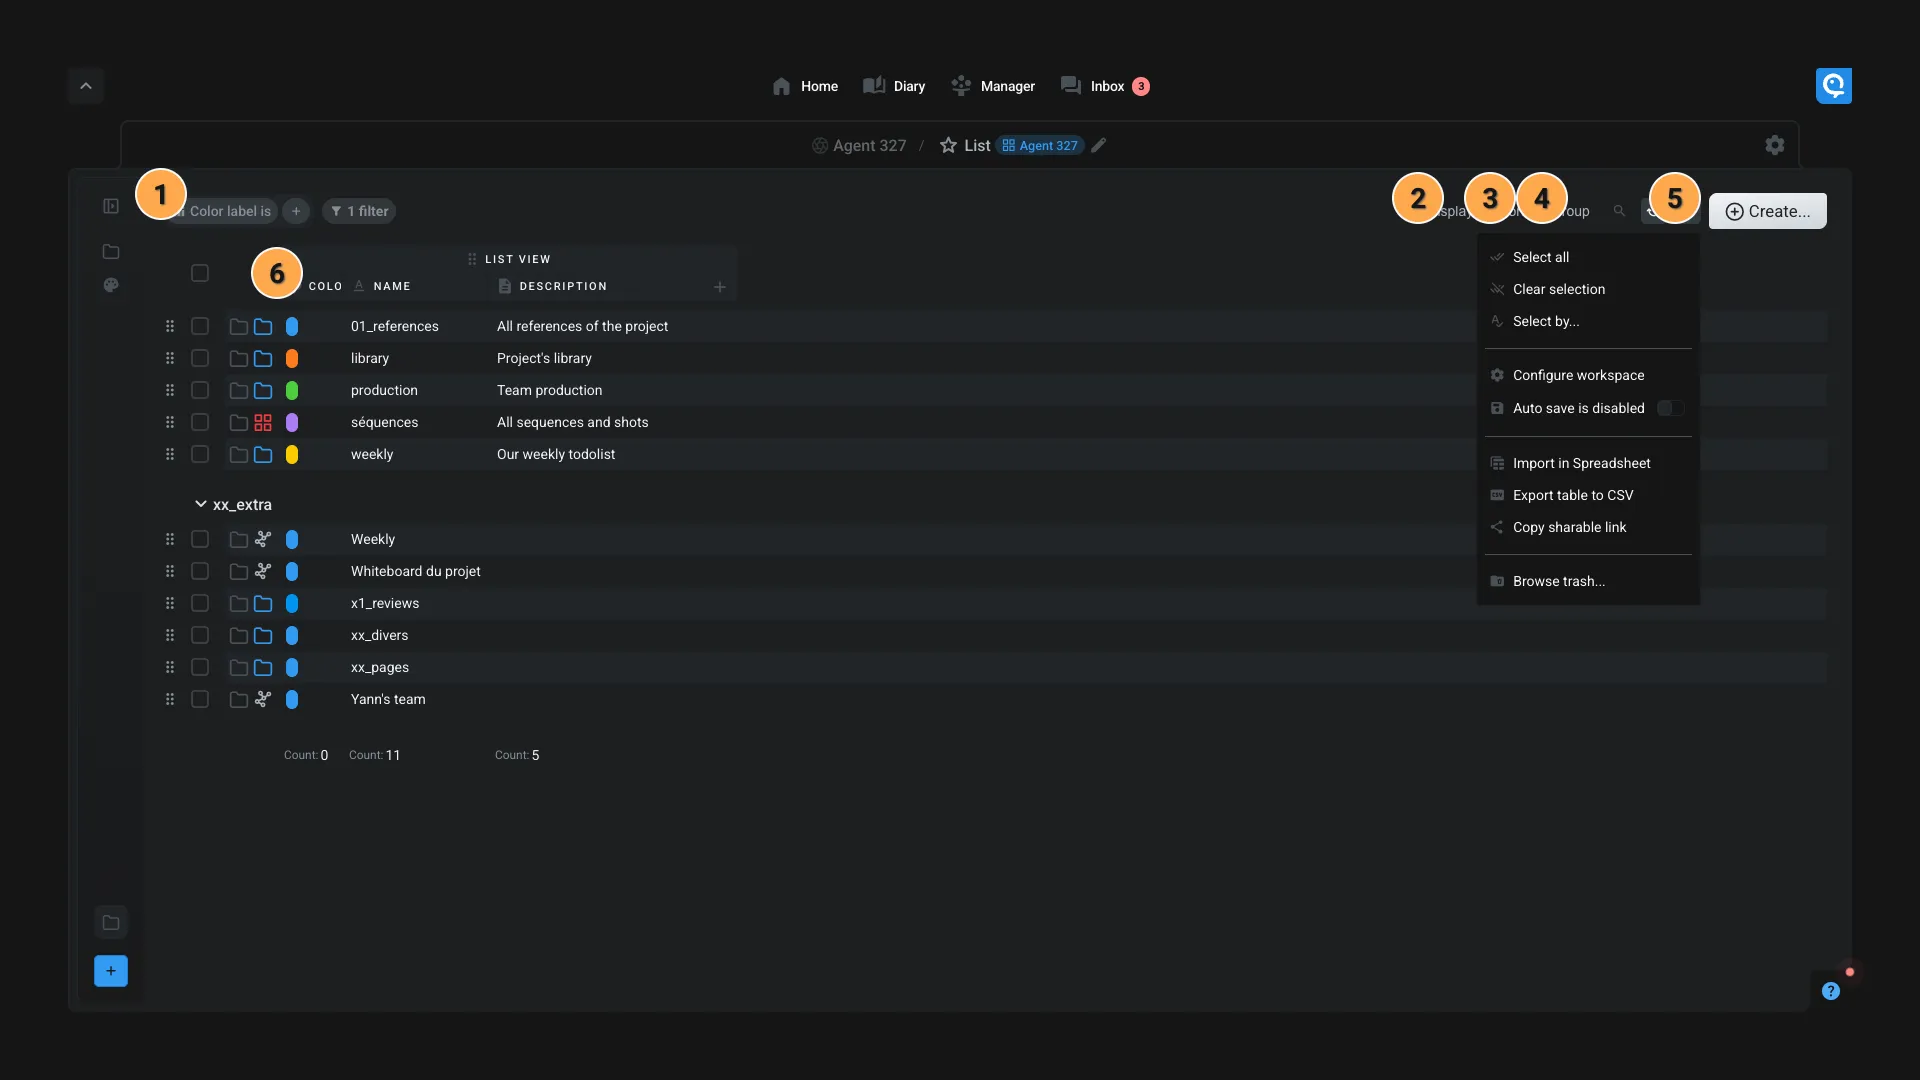 Home Diary Manager Inbox 3
Agent 327 / List Agent 327
1 2 3 4 5
Color label is + 1 filter Create...
6
LIST VIEW
COLO NAME DESCRIPTION +
01_references All references of the project
library Project's library
production Team production
séquences All sequences and shots
weekly Our weekly todolist
xx_extra
Weekly
Whiteboard du projet
x1_reviews
xx_divers
xx_pages
Yann's team
Count: 0 Count: 11 Count: 5
Select all
Clear selection
Select by...
Configure workspace
Auto save is disabled
Import in Spreadsheet
Export table to CSV
Copy sharable link
Browse trash...
+
?